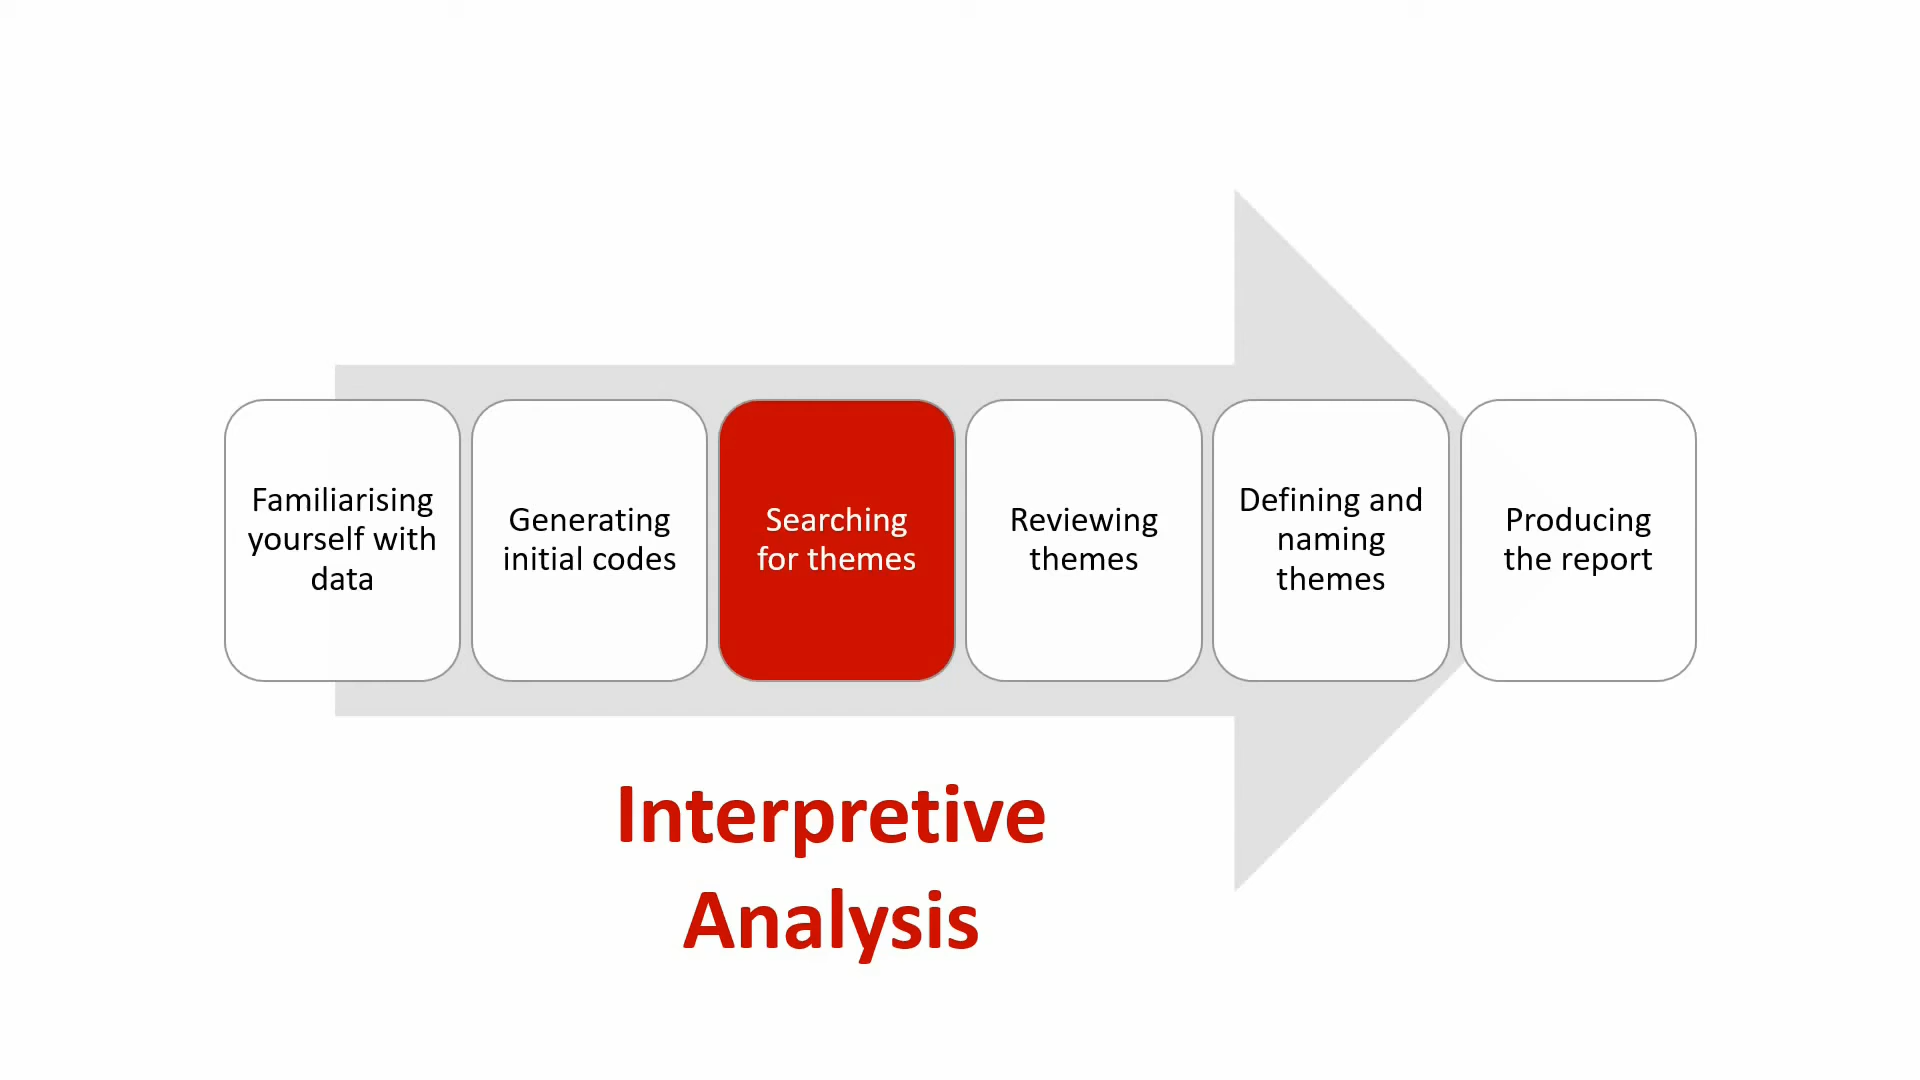 Familiarising
yourself with
data
Generating
initial codes
Searching
for themes
Reviewing
themes
Defining and
naming
themes
Producing
the report
Interpretive
Analysis